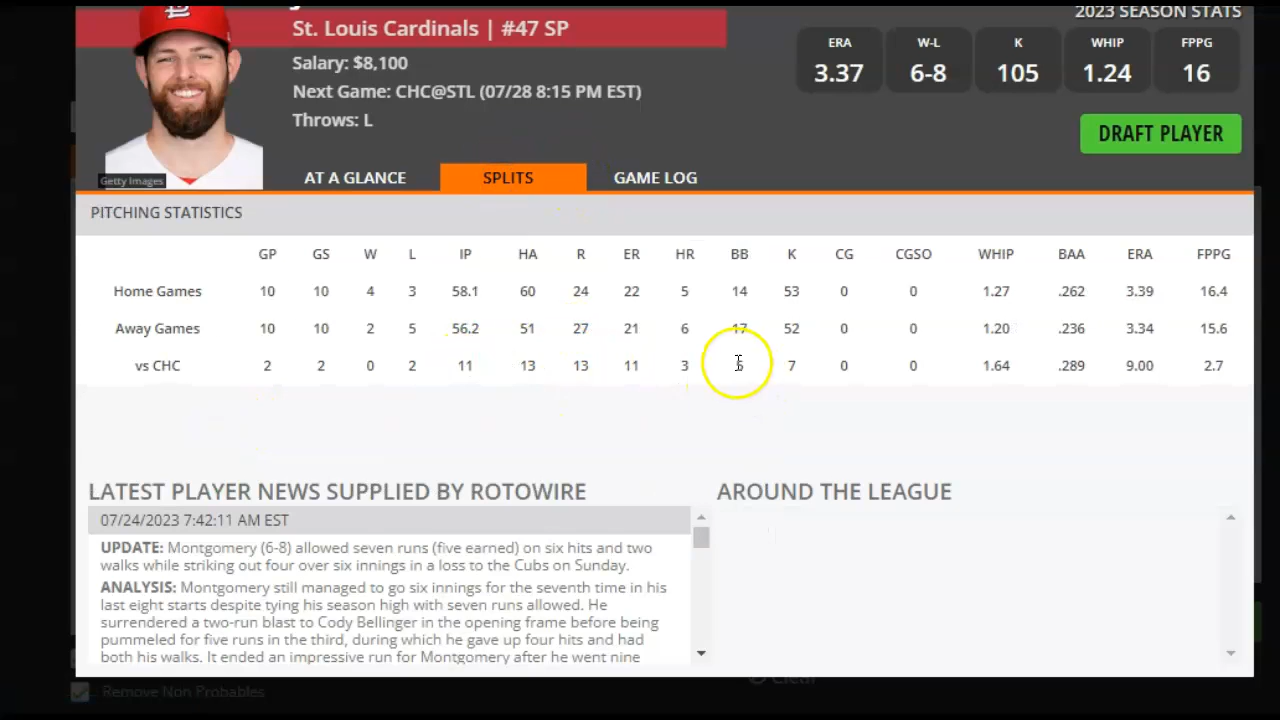 2023 SEASON STATS
St. Louis Cardinals | #47 SP
Salary: $8,100
Next Game: CHC@STL (07/28 8:15 PM EST)
Throws: L
ERA W-L K WHIP FPPG
3.37 6-8 105 1.24 16
DRAFT PLAYER
Getty Images
AT A GLANCE SPLITS GAME LOG
PITCHING STATISTICS
GP GS W L IP HA R ER HR BB K CG CGSO WHIP BAA ERA FPPG
Home Games 10 10 4 3 58.1 60 24 22 5 14 53 0 0 1.27 .262 3.39 16.4
Away Games 10 10 2 5 56.2 51 27 21 6 17 52 0 0 1.20 .236 3.34 15.6
vs CHC 2 2 0 2 11 13 13 11 3 5 7 0 0 1.64 .289 9.00 2.7
LATEST PLAYER NEWS SUPPLIED BY ROTOWIRE
07/24/2023 7:42:11 AM EST
UPDATE: Montgomery (6-8) allowed seven runs (five earned) on six hits and two
walks while striking out four over six innings in a loss to the Cubs on Sunday.
ANALYSIS: Montgomery still managed to go six innings for the seventh time in his
last eight starts despite tying his season high with seven runs allowed. He
surrendered a two-run blast to Cody Bellinger in the opening frame before being
pummeled for five runs in the third, during which he gave up four hits and had
both his walks. It ended an impressive run for Montgomery after he went nine
AROUND THE LEAGUE
Remove Non Probables
Clear